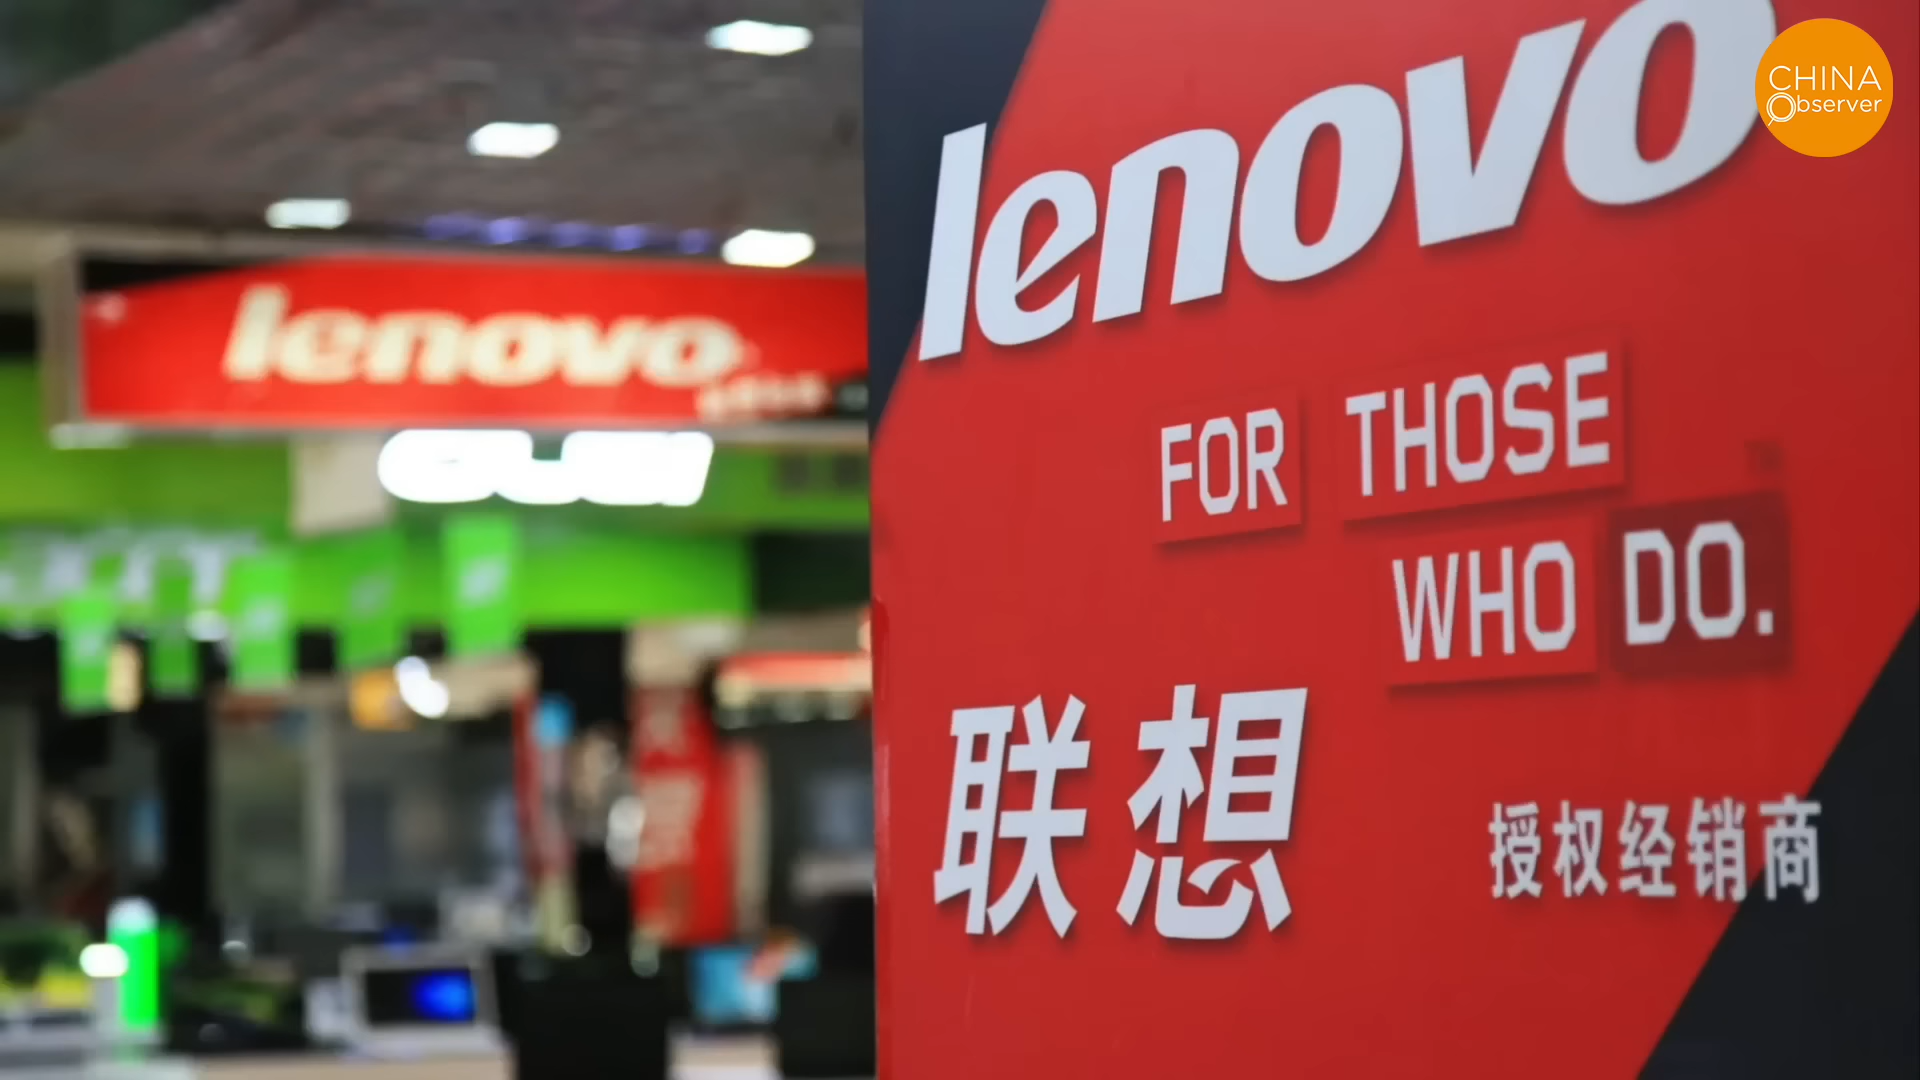 lenovo
FOR THOSE
WHO DO.
联想
授权经销商
lenovo
CHINA
Observer